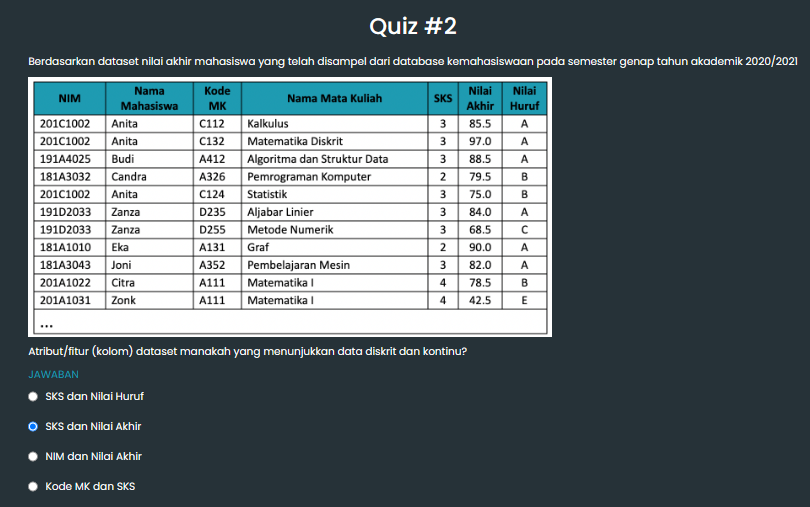 Quiz #2
Berdasarkan dataset nilai akhir mahasiswa yang telah disampel dari database kemahasiswaan pada semester genap tahun akademik 2020/2021
NIM Nama Mahasiswa Kode MK Nama Mata Kuliah SKS Nilai Akhir Nilai Huruf
201C1002 Anita C112 Kalkulus 3 85.5 A
201C1002 Anita C132 Matematika Diskrit 3 97.0 A
191A4025 Budi A412 Algoritma dan Struktur Data 3 88.5 A
181A3032 Candra A326 Pemrograman Komputer 2 79.5 B
201C1002 Anita C124 Statistik 3 75.0 B
191D2033 Zanza D235 Aljabar Linier 3 84.0 A
191D2033 Zanza D255 Metode Numerik 3 68.5 C
181A1010 Eka A131 Graf 2 90.0 A
181A3043 Joni A352 Pembelajaran Mesin 3 82.0 A
201A1022 Citra A111 Matematika I 4 78.5 B
201A1031 Zonk A111 Matematika I 4 42.5 E
...
Atribut/fitur (kolom) dataset manakah yang menunjukkan data diskrit dan kontinu?
JAWABAN
SKS dan Nilai Huruf
SKS dan Nilai Akhir
NIM dan Nilai Akhir
Kode MK dan SKS